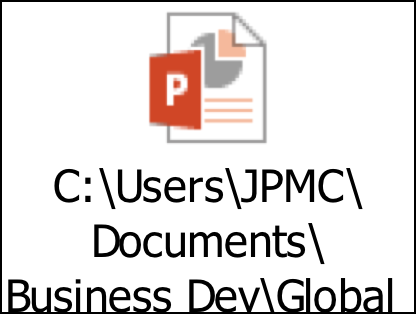 P
C:\Users\JPMC\
Documents\
Business Dev\Global